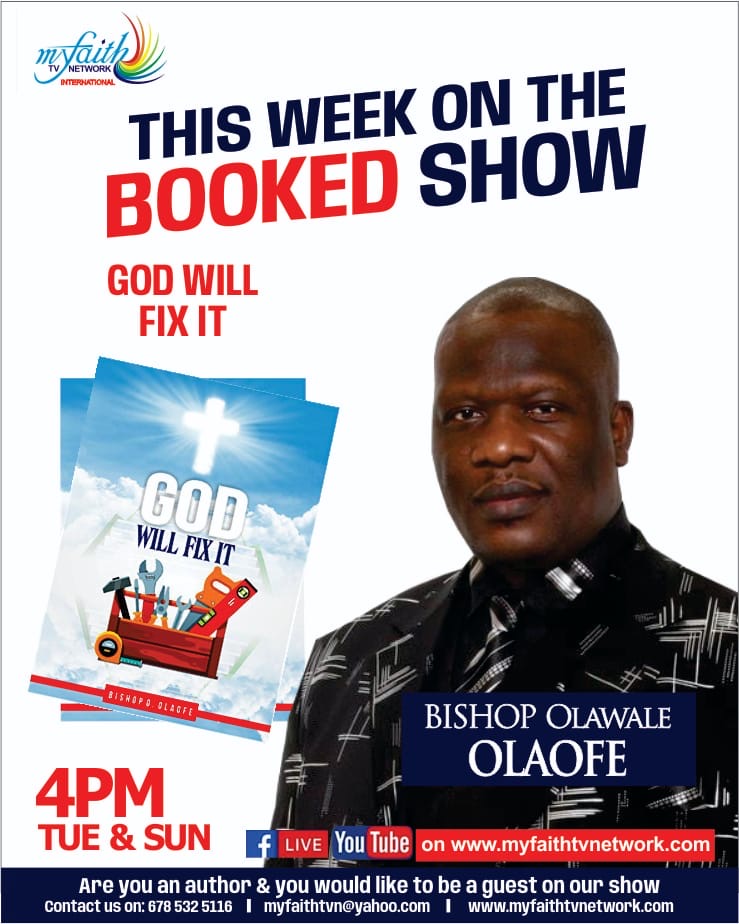 myfaith
TV NETWORK
INTERNATIONAL
THIS WEEK ON THE
BOOKED SHOW
GOD WILL
FIX IT
GOD
WILL FIX IT
BISHOP O. OLAOFE
BISHOP OLAWALE
OLAOFE
4PM
TUE & SUN
f LIVE YouTube on www.myfaithtvnetwork.com
Are you an author & you would like to be a guest on our show
Contact us on: 678 532 5116 I myfaithtvn@yahoo.com I www.myfaithtvnetwork.com